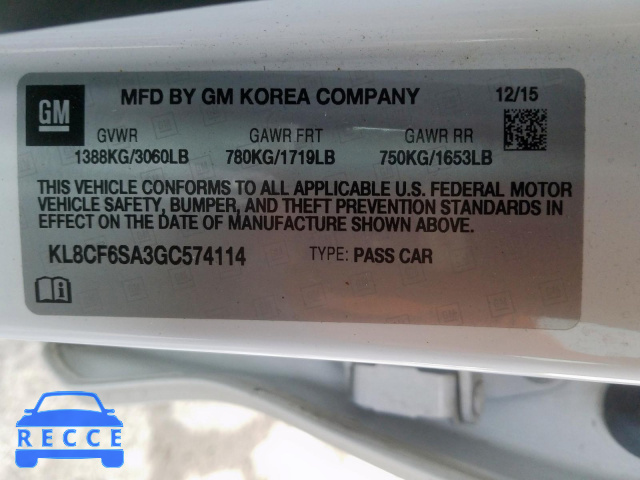 GM
MFD BY GM KOREA COMPANY 12/15
GVWR GAWR FRT GAWR RR
1388KG/3060LB 780KG/1719LB 750KG/1653LB
THIS VEHICLE CONFORMS TO ALL APPLICABLE U.S. FEDERAL MOTOR
VEHICLE SAFETY, BUMPER, AND THEFT PREVENTION STANDARDS IN
EFFECT ON THE DATE OF MANUFACTURE SHOWN ABOVE.
KL8CF6SA3GC574114 TYPE: PASS CAR
RECCE